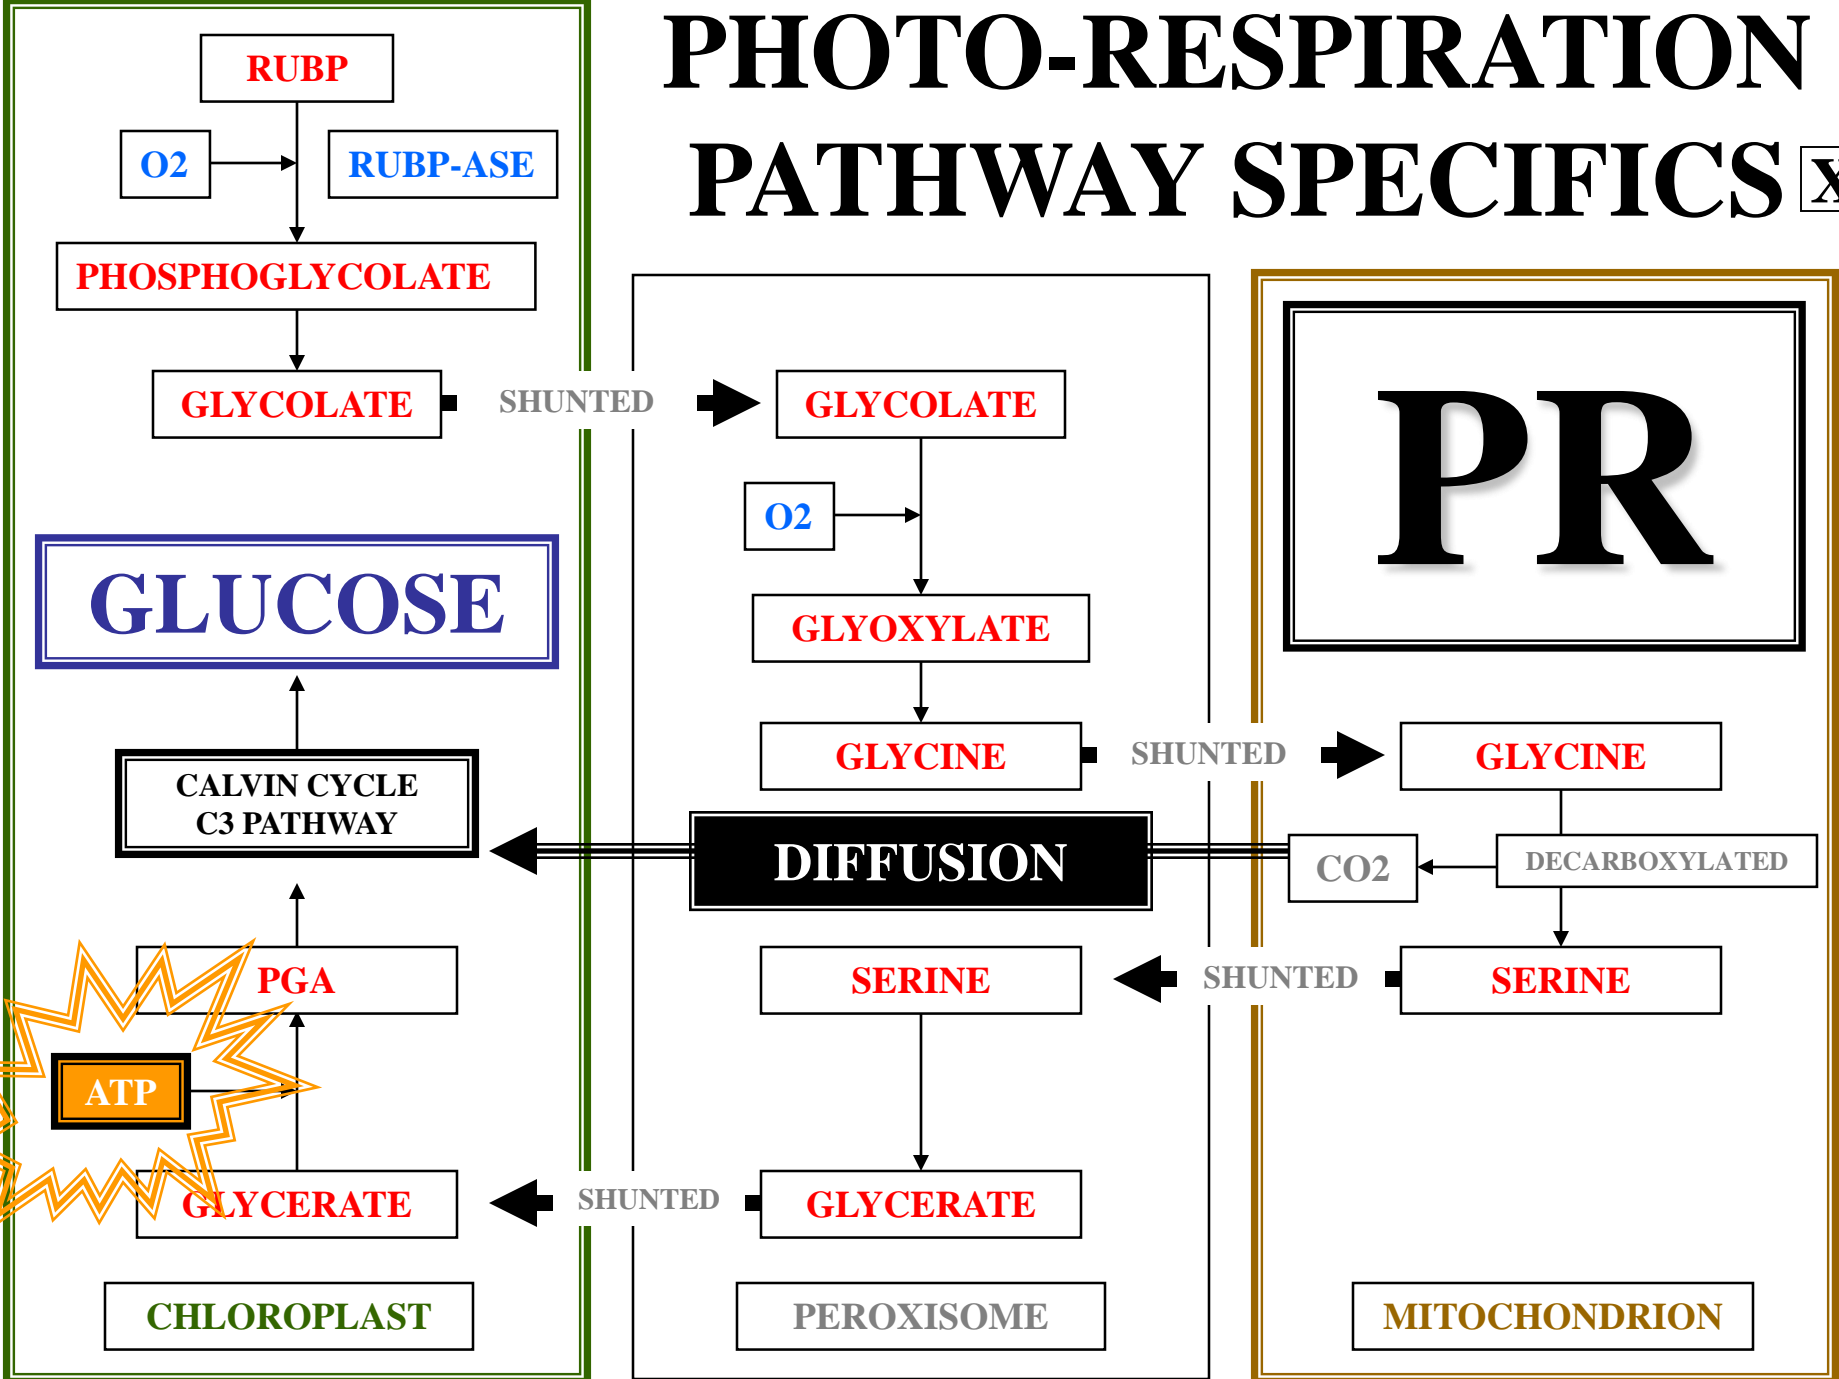 PHOTO-RESPIRATION
PATHWAY SPECIFICS X
RUBP
O2
RUBP-ASE
PHOSPHOGLYCOLATE
GLYCOLATE
SHUNTED
GLYCOLATE
PR
O2
GLUCOSE
GLYOXYLATE
GLYCINE
SHUNTED
GLYCINE
CALVIN CYCLE
C3 PATHWAY
DIFFUSION
CO2
DECARBOXYLATED
PGA
SERINE
SHUNTED
SERINE
ATP
GLYCERATE
SHUNTED
GLYCERATE
CHLOROPLAST
PEROXISOME
MITOCHONDRION